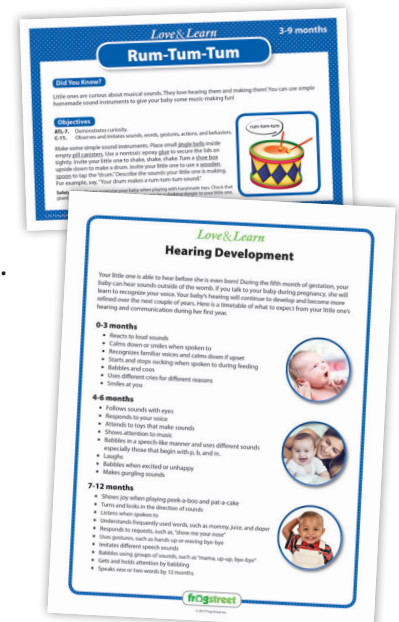 Love & Learn
3-9 months
Rum-Tum-Tum
Did You Know?
Little ones are curious about musical sounds. They love hearing them and making them! You can use simple
homemade sound instruments to give your baby some music-making fun!
Objectives
ATL-7. Demonstrates curiosity.
C-11. Observes and imitates sounds, words, gestures, actions, and behaviors.
Make some simple sound instruments. Place small jingle bells inside
empty pill canisters. Use a nontoxic epoxy glue to secure the lids on
tightly. Invite your little one to shake, shake, shake. Turn a shoe box
upside down to make a drum. Invite your little one to use a wooden
spoon to tap the "drum." Describe the sounds your little one is making.
For example, say, "Your drum makes a rum-tum-tum sound."
rum-tum-tum
Love & Learn
Hearing Development
Your little one is able to hear before she is even born! During the fifth month of gestation, your
baby can hear sounds outside of the womb. If you talk to your baby during pregnancy, she will
learn to recognize your voice. Your baby's hearing will continue to develop and become more
refined over the next couple of years. Here is a timetable of what to expect from your little one's
hearing and communication during her first year.
0-3 months
• Reacts to loud sounds
• Calms down or smiles when spoken to
• Recognizes familiar voices and calms down if upset
• Starts and stops sucking when spoken to during feeding
• Babbles and coos
• Uses different cries for different reasons
• Smiles at you
4-6 months
• Follows sounds with eyes
• Responds to your voice
• Attends to toys that make sounds
• Shows attention to music
• Babbles in a speech-like manner and uses different sounds
especially those that begin with p, b, and m.
• Laughs
• Babbles when excited or unhappy
• Makes gurgling sounds
7-12 months
• Shows joy when playing peek-a-boo and pat-a-cake
• Turns and looks in the direction of sounds
• Listens when spoken to
• Understands frequently used words, such as mommy, juice, and diaper
• Responds to requests, such as, "show me your nose"
• Uses gestures, such as hands up or waving bye-bye
• Imitates different speech sounds
• Babbles using groups of sounds, such as "mama, up-up, bye-bye"
• Gets and holds attention by babbling
• Speaks one or two words by 12 months
frogstreet